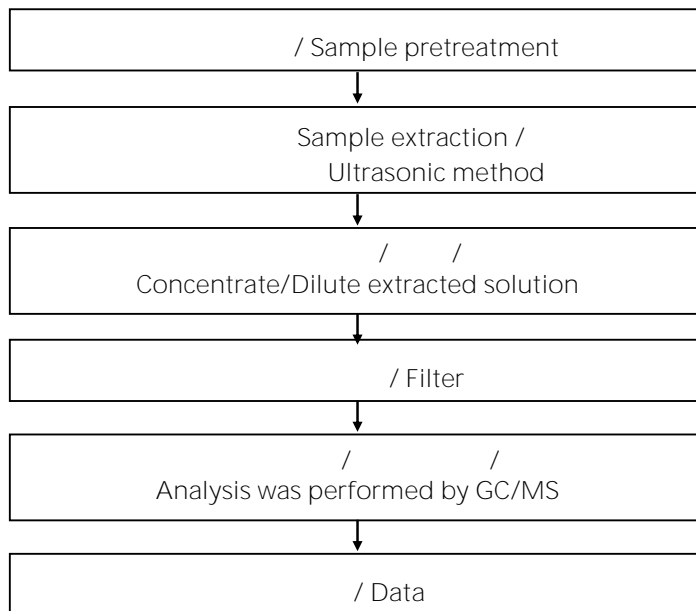 / Sample pretreatment
Sample extraction /
Ultrasonic method
/ /
Concentrate/Dilute extracted solution
/ Filter
/ /
Analysis was performed by GC/MS
/ Data